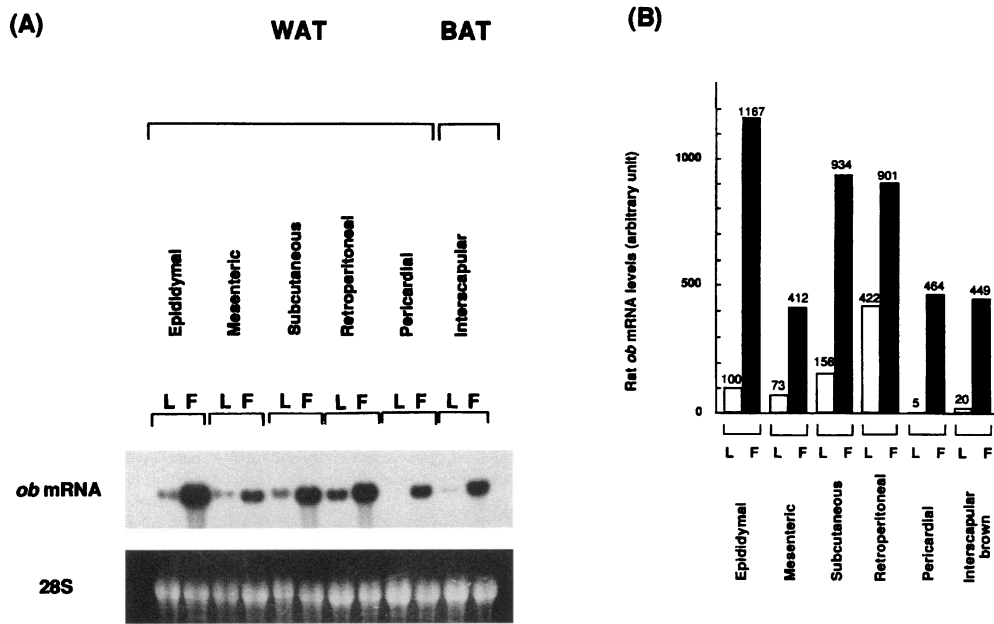 (A)
WAT
BAT
Epididymal
Mesenteric
Subcutaneous
Retroperitoneal
Pericardial
Interscapular
L F L F L F L F L F L F
ob mRNA
28S
(B)
Rat ob mRNA levels (arbitrary unit)
1000
500
0
100
1167
73
412
156
934
422
901
5
464
20
449
L F L F L F L F L F L F
Epididymal
Mesenteric
Subcutaneous
Retroperitoneal
Pericardial
Interscapular
brown